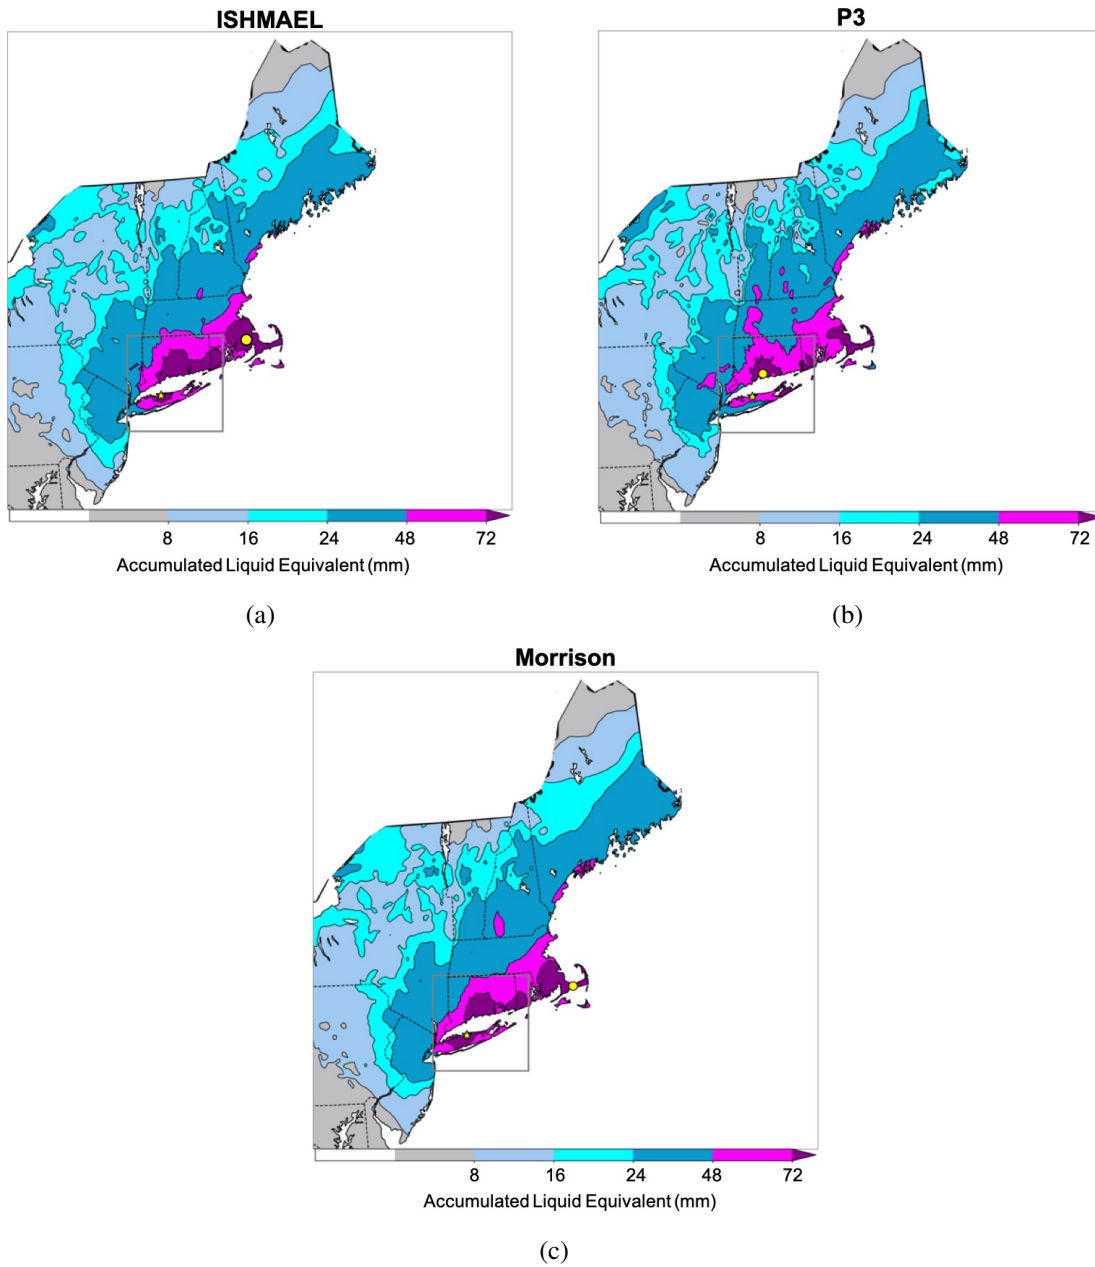 ISHMAEL
P3
8 16 24 48 72
8 16 24 48 72
Accumulated Liquid Equivalent (mm)
Accumulated Liquid Equivalent (mm)
(a)
(b)
Morrison
8 16 24 48 72
Accumulated Liquid Equivalent (mm)
(c)